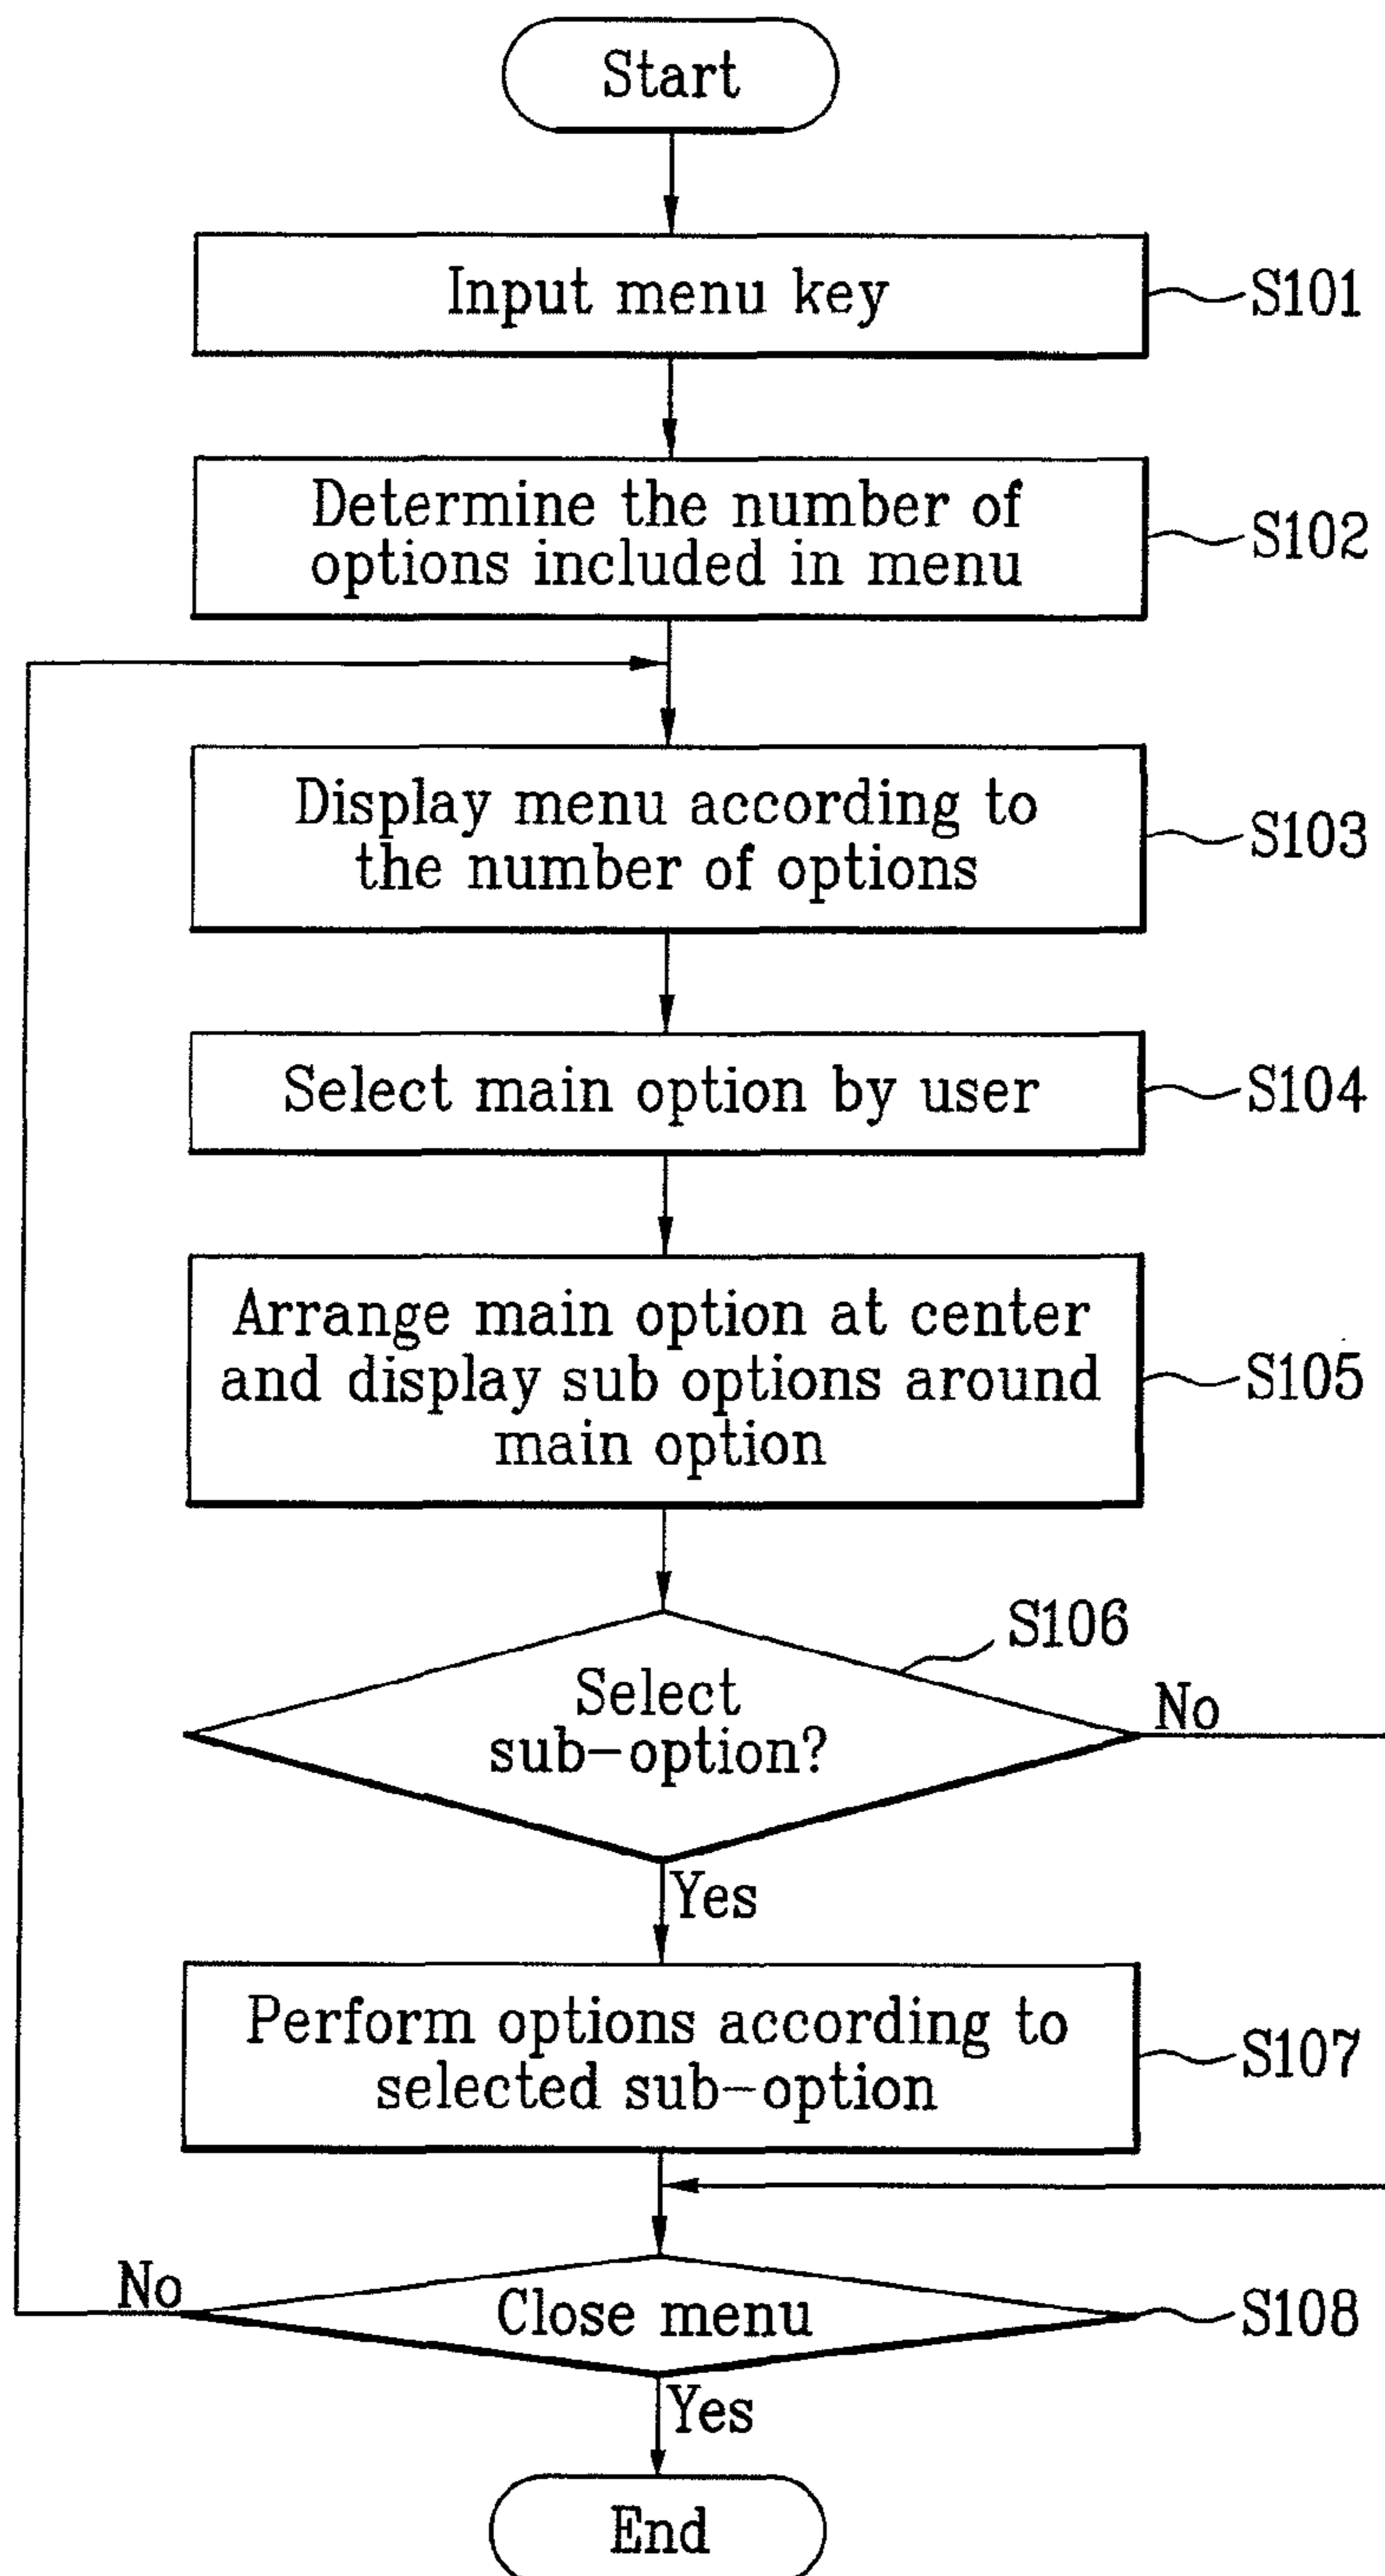 Start
Input menu key
S101
Determine the number of
options included in menu
S102
Display menu according to
the number of options
S103
Select main option by user
S104
Arrange main option at center
and display sub options around
main option
S105
S106
Select
sub-option?
No
Yes
Perform options according to
selected sub-option
S107
No
Close menu
S108
Yes
End